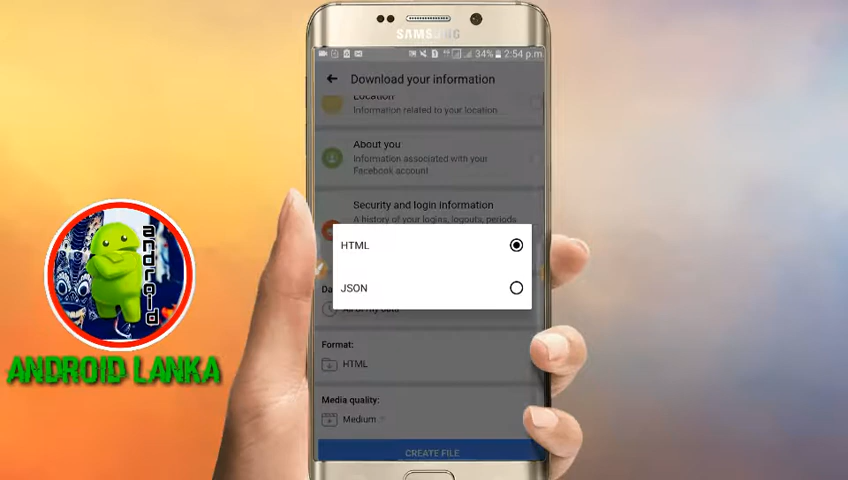 SAMSUNG
34% 2:54 p.m
Download your information
Location
Information related to your location
About you
Information associated with your
Facebook account
Security and login information
A history of your logins, logouts, periods
HTML
JSON
All of my data
Format:
HTML
Media quality:
Medium
CREATE FILE
android
ANDROID LANKA